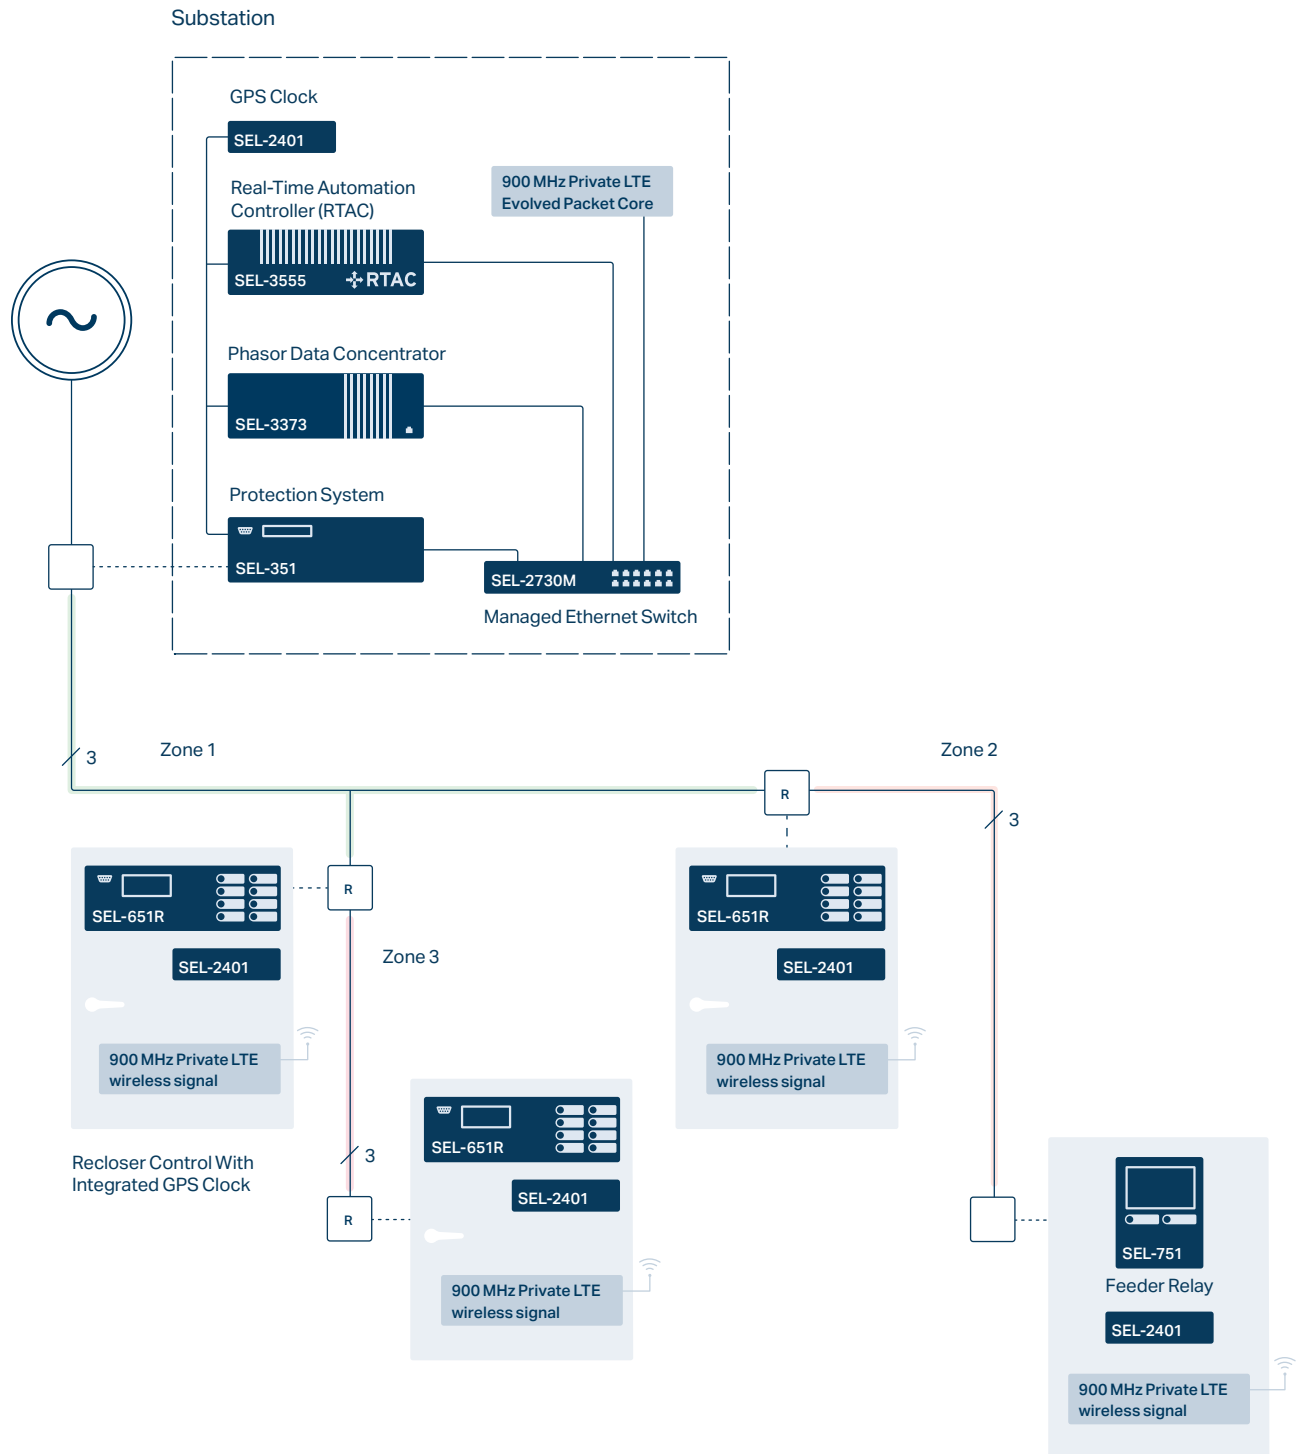 Substation
GPS Clock
SEL-2401
Real-Time Automation
Controller (RTAC)
900 MHz Private LTE
Evolved Packet Core
SEL-3555
RTAC
Phasor Data Concentrator
SEL-3373
Protection System
SEL-351
SEL-2730M
Managed Ethernet Switch
3
Zone 1
Zone 2
R
3
SEL-651R
SEL-2401
900 MHz Private LTE
wireless signal
R
Recloser Control With
Integrated GPS Clock
Zone 3
3
R
SEL-651R
SEL-2401
900 MHz Private LTE
wireless signal
SEL-651R
SEL-2401
900 MHz Private LTE
wireless signal
SEL-751
Feeder Relay
SEL-2401
900 MHz Private LTE
wireless signal